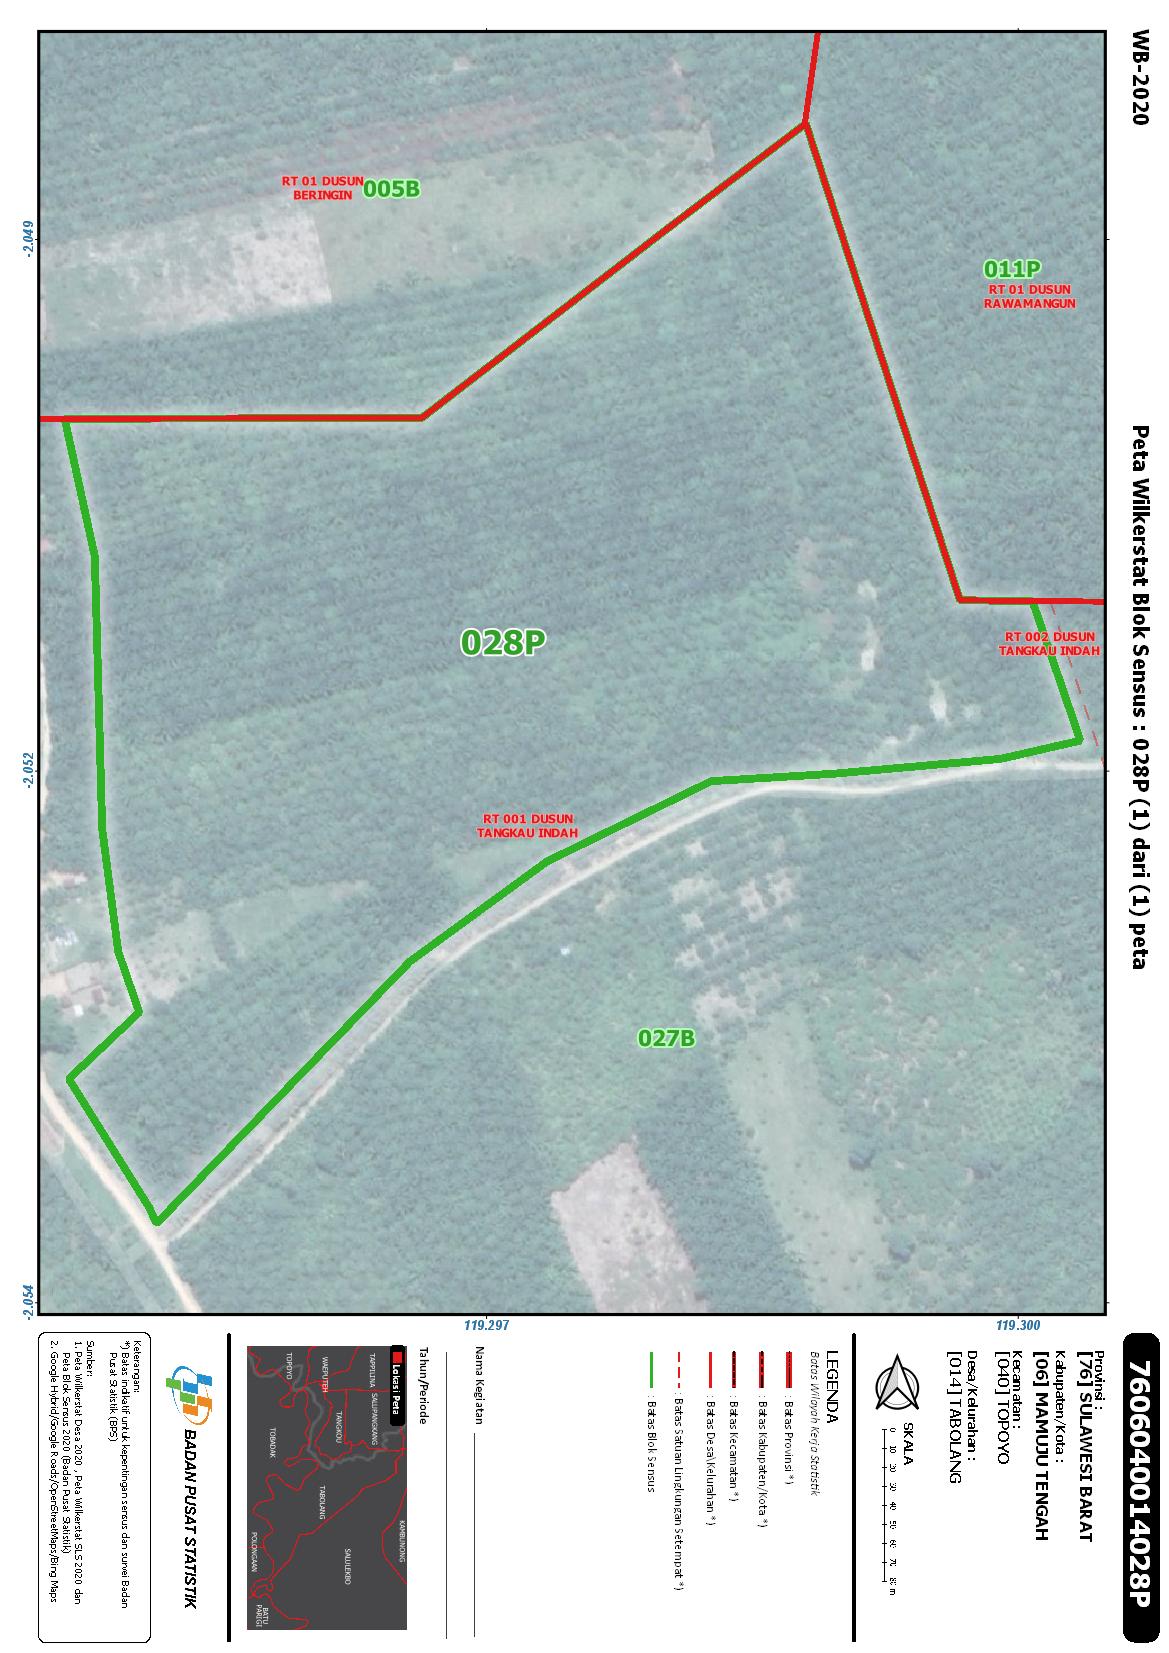 WB-2020
Peta Wilkerstat Blok Sensus : 028P (1) dari (1) peta
7606040014028P
-2.049
-2.052
-2.054
119.297
119.300
RT 01 DUSUN
BERINGIN
005B
011P
RT 01 DUSUN
RAWAMANGUN
RT 002 DUSUN
TANGKAU INDAH
028P
RT 001 DUSUN
TANGKAU INDAH
027B
Provinsi :
[76] SULAWESI BARAT
Kabupaten/Kota :
[06] MAMUJU TENGAH
Kecamatan :
[040] TOPOYO
Desa/Kelurahan :
[014] TABOLANG
SKALA
0 10 20 30 40 50 60 70 80 m
LEGENDA
Batas Wilayah Kerja Statistik
: Batas Provinsi *)
: Batas Kabupaten/Kota *)
: Batas Kecamatan *)
: Batas Desa\Kelurahan *)
: Batas Satuan Lingkungan Setempat *)
: Batas Blok Sensus
Nama Kegiatan
Tahun/Periode
Lokasi Peta
KAMBUNONG
TAPPILINA
SALUPANGKANG
TANGKOU
WAEPUTEH
TOPOYO
TOBADAK
TABOLANG
SALULEKBO
POLONGAAN
BATU
PARIGI
BADAN PUSAT STATISTIK
Keterangan:
*) Batas indikatif untuk kepentingan sensus dan survei Badan
Pusat Statistik (BPS)
Sumber:
1. Peta Wilkerstat Desa 2020 , Peta Wilkerstat SLS 2020 dan
Peta Blok Sensus 2020 (Badan Pusat Statistik)
2. Google Hybrid/Google Roads/OpenStreetMaps/Bing Maps